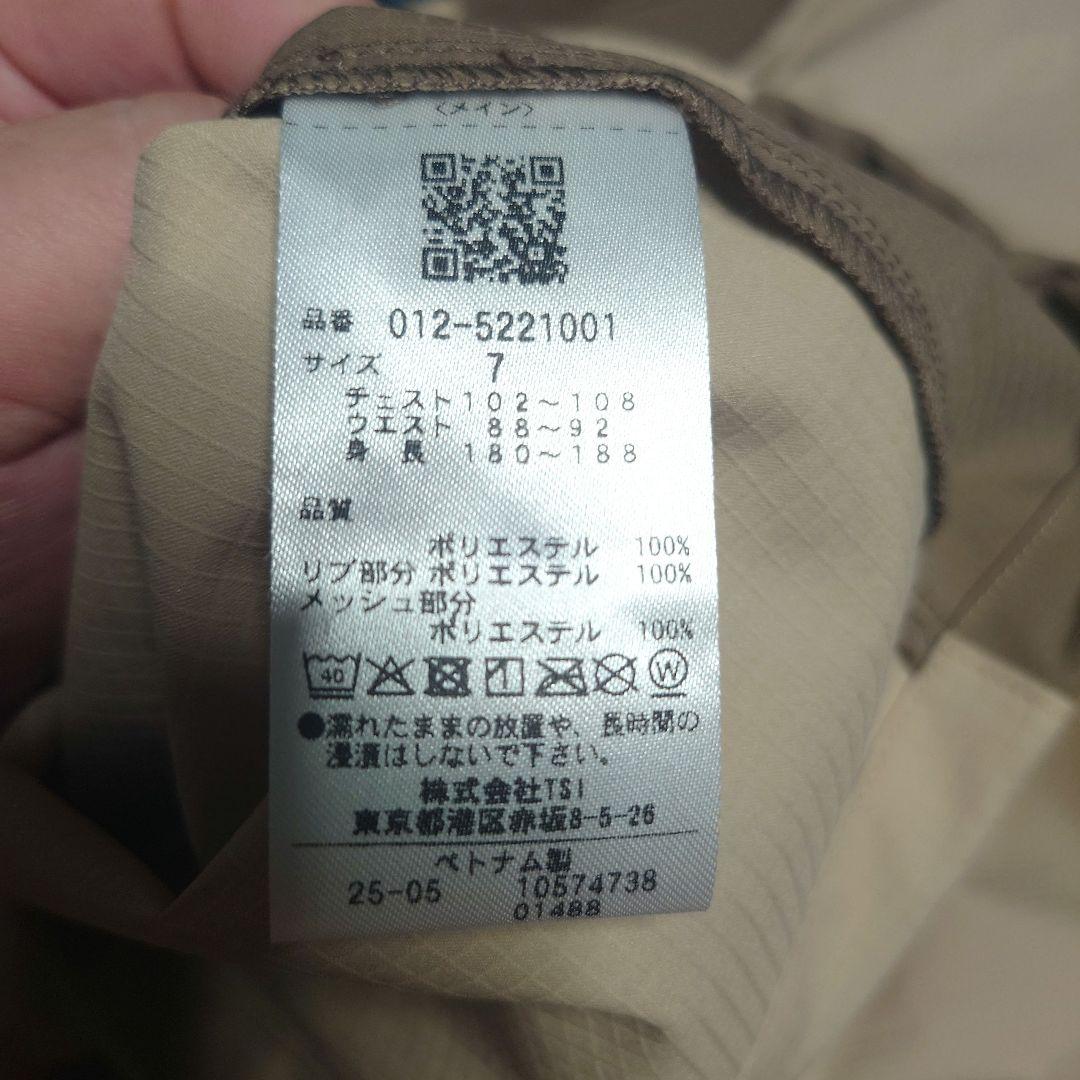 〈メイン〉
品番 012-5221001
サイズ 7
チェスト 102～108
ウエスト 88～92
身長 180～188
品質
ポリエステル 100%
リブ部分 ポリエステル 100%
メッシュ部分
ポリエステル 100%
40 W
●濡れたままの放置や、長時間の
浸漬はしないで下さい。
株式会社TSI
東京都港区赤坂8-5-26
ベトナム製
25-05 10574738
01488